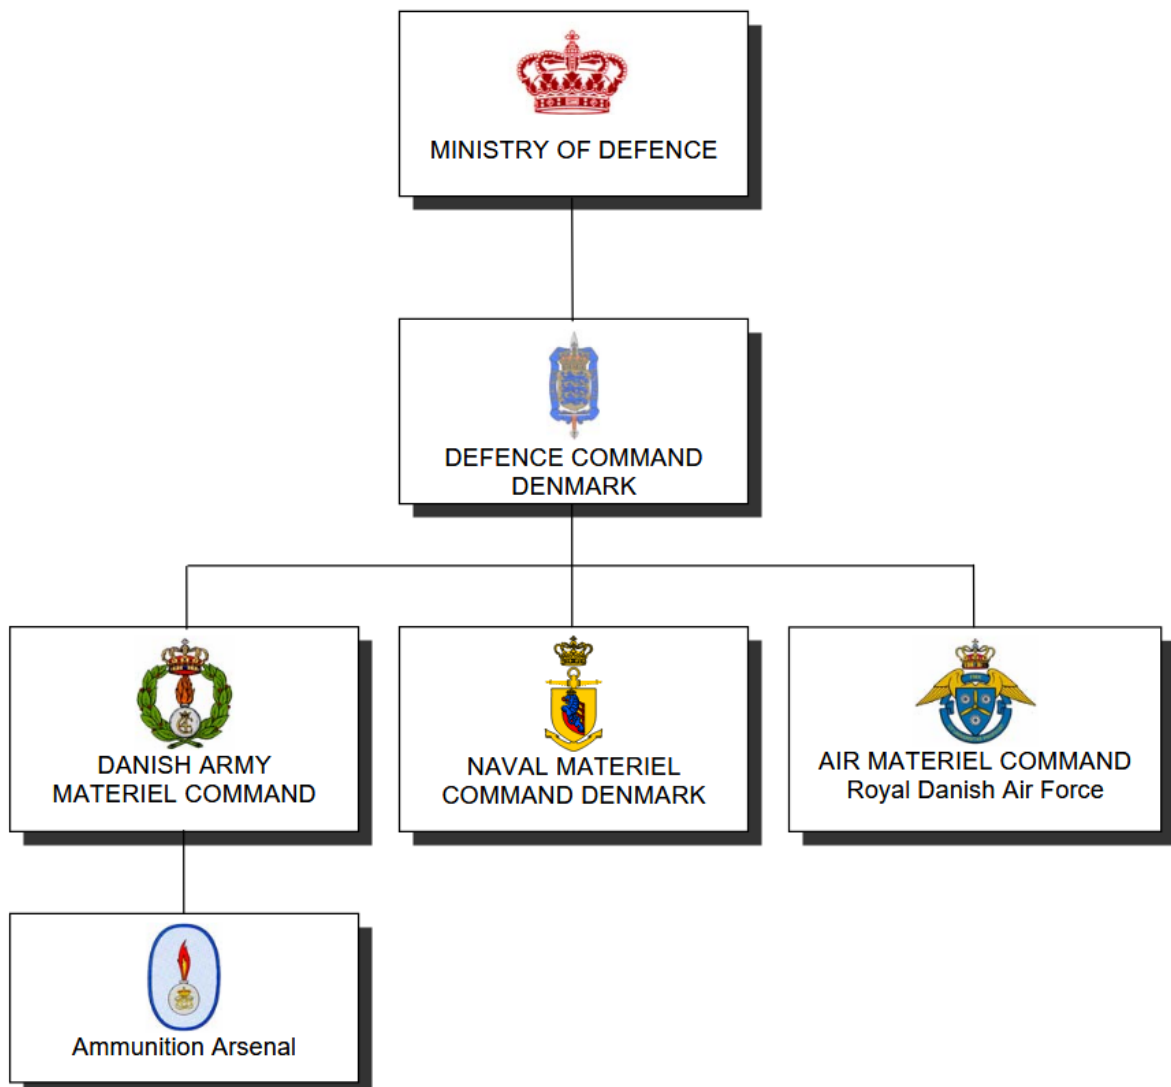 MINISTRY OF DEFENCE
DEFENCE COMMAND
DENMARK
DANISH ARMY
MATERIEL COMMAND
NAVAL MATERIEL
COMMAND DENMARK
AIR MATERIEL COMMAND
Royal Danish Air Force
Ammunition Arsenal